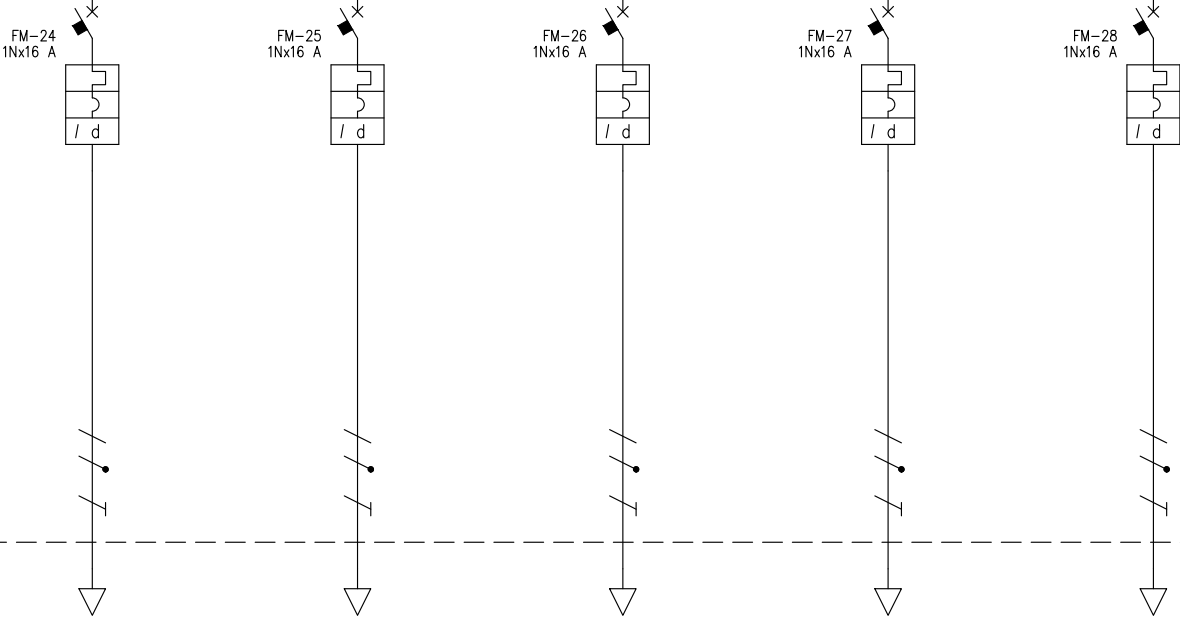 FM-24
1Nx16 A
FM-25
1Nx16 A
FM-26
1Nx16 A
FM-27
1Nx16 A
FM-28
1Nx16 A
I d
I d
I d
I d
I d